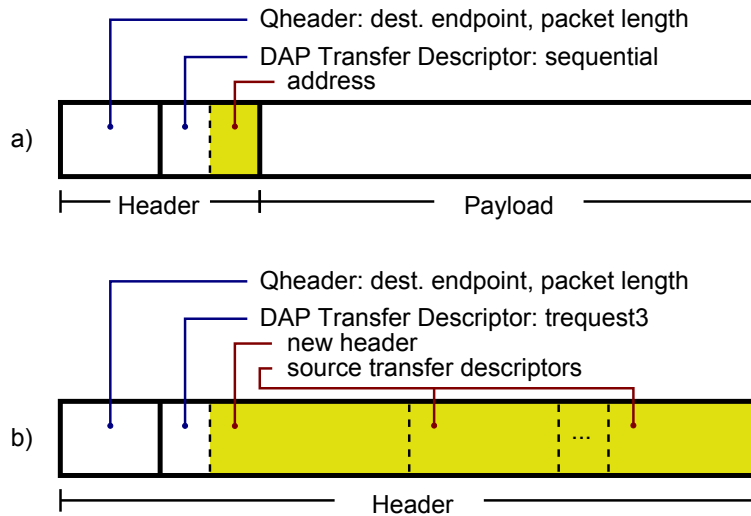 Qheader: dest. endpoint, packet length
DAP Transfer Descriptor: sequential
address
a)
Header
Payload
Qheader: dest. endpoint, packet length
DAP Transfer Descriptor: trequest3
new header
source transfer descriptors
b)
...
Header